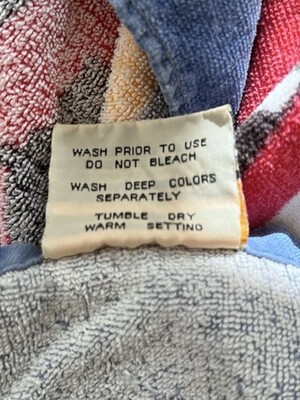 WASH PRIOR TO USE
DO NOT BLEACH
WASH DEEP COLORS
SEPARATELY
TUMBLE DRY
WARM SETTING